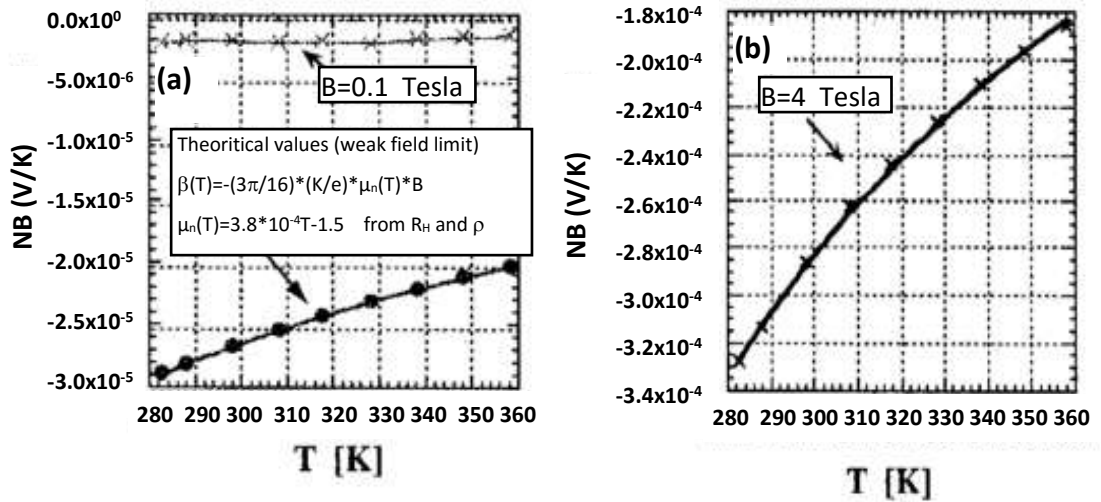 0.0x10⁰
-5.0x10⁻⁶
-1.0x10⁻⁵
-1.5x10⁻⁵
-2.0x10⁻⁵
-2.5x10⁻⁵
-3.0x10⁻⁵
NB (V/K)
(a)
B=0.1 Tesla
Theoritical values (weak field limit)
β(T)=-(3π/16)*(K/e)*μₙ(T)*B
μₙ(T)=3.8*10⁻⁴T-1.5 from R_H and ρ
280 290 300 310 320 330 340 350 360
T [K]
-1.8x10⁻⁴
-2.0x10⁻⁴
-2.2x10⁻⁴
-2.4x10⁻⁴
-2.6x10⁻⁴
-2.8x10⁻⁴
-3.4x10⁻⁴
-3.2x10⁻⁴
-3.4x10⁻⁴
NB (V/K)
(b)
B=4 Tesla
280 290 300 310 320 330 340 350 360
T [K]